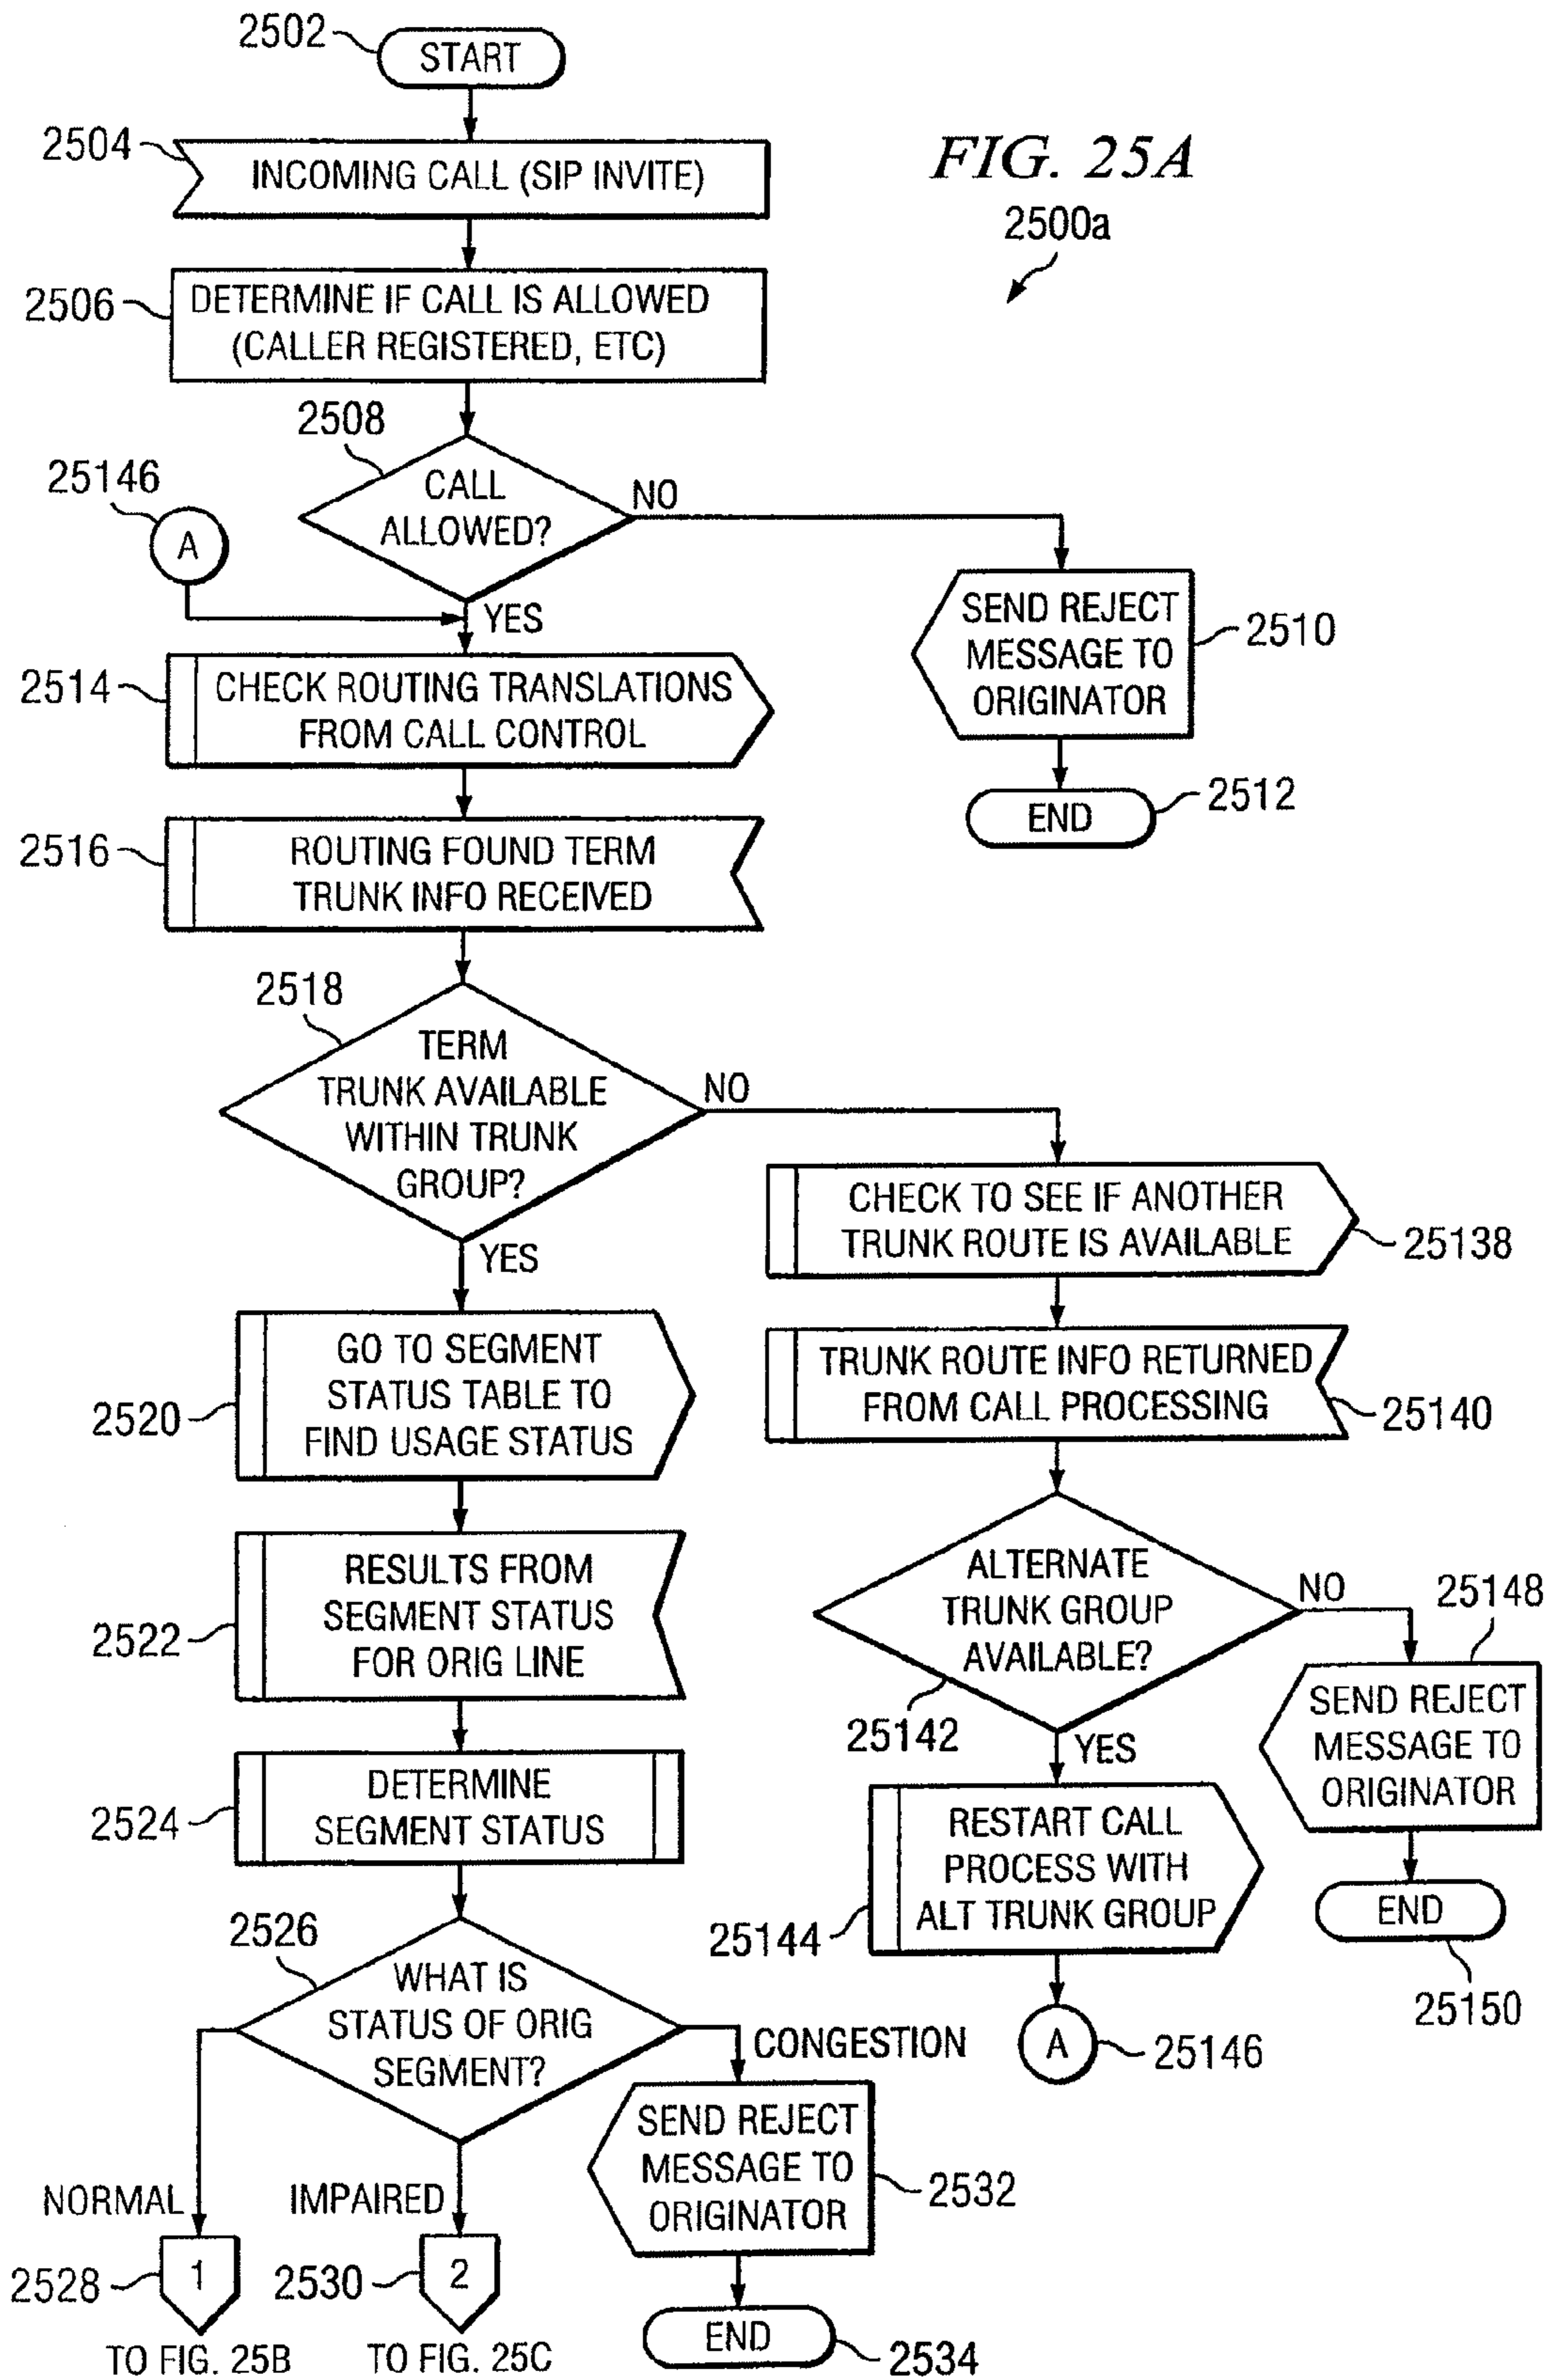 2502
START
2504
INCOMING CALL (SIP INVITE)
FIG. 25A
2500a
2506
DETERMINE IF CALL IS ALLOWED
(CALLER REGISTERED, ETC)
2508
CALL
ALLOWED?
NO
25146
A
YES
SEND REJECT
MESSAGE TO
ORIGINATOR
2510
END
2512
2514
CHECK ROUTING TRANSLATIONS
FROM CALL CONTROL
2516
ROUTING FOUND TERM
TRUNK INFO RECEIVED
2518
TERM
TRUNK AVAILABLE
WITHIN TRUNK
GROUP?
NO
YES
CHECK TO SEE IF ANOTHER
TRUNK ROUTE IS AVAILABLE
25138
TRUNK ROUTE INFO RETURNED
FROM CALL PROCESSING
25140
2520
GO TO SEGMENT
STATUS TABLE TO
FIND USAGE STATUS
2522
RESULTS FROM
SEGMENT STATUS
FOR ORIG LINE
ALTERNATE
TRUNK GROUP
AVAILABLE?
25142
NO
25148
YES
SEND REJECT
MESSAGE TO
ORIGINATOR
END
25150
2524
DETERMINE
SEGMENT STATUS
RESTART CALL
PROCESS WITH
ALT TRUNK GROUP
25144
A
25146
2526
WHAT IS
STATUS OF ORIG
SEGMENT?
CONGESTION
SEND REJECT
MESSAGE TO
ORIGINATOR
2532
END
2534
NORMAL
IMPAIRED
2528
1
2530
2
TO FIG. 25B
TO FIG. 25C